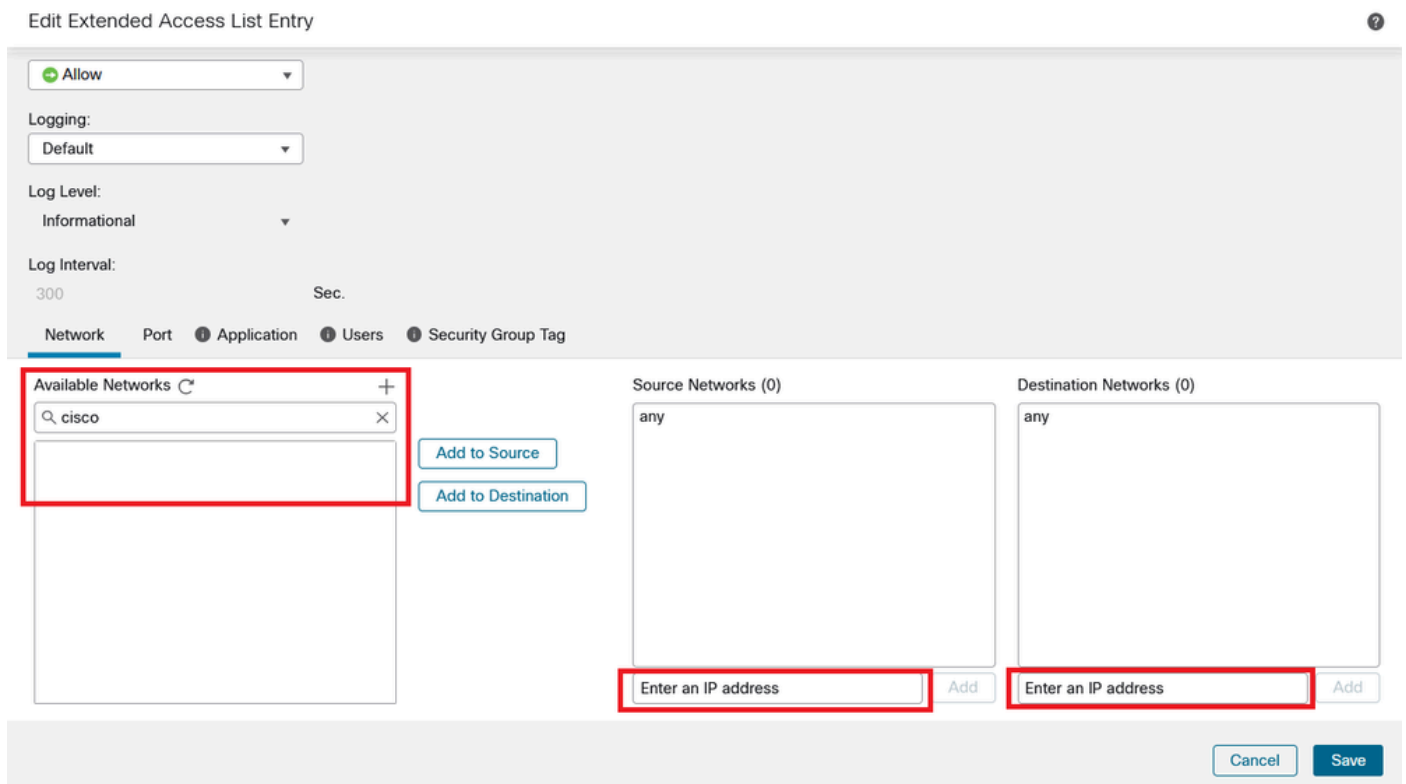 Edit Extended Access List Entry
Allow
Logging:
Default
Log Level:
Informational
Log Interval:
300 Sec.
Network Port Application Users Security Group Tag
Available Networks
cisco
Add to Source
Add to Destination
Source Networks (0)
any
Enter an IP address Add
Destination Networks (0)
any
Enter an IP address Add
Cancel Save